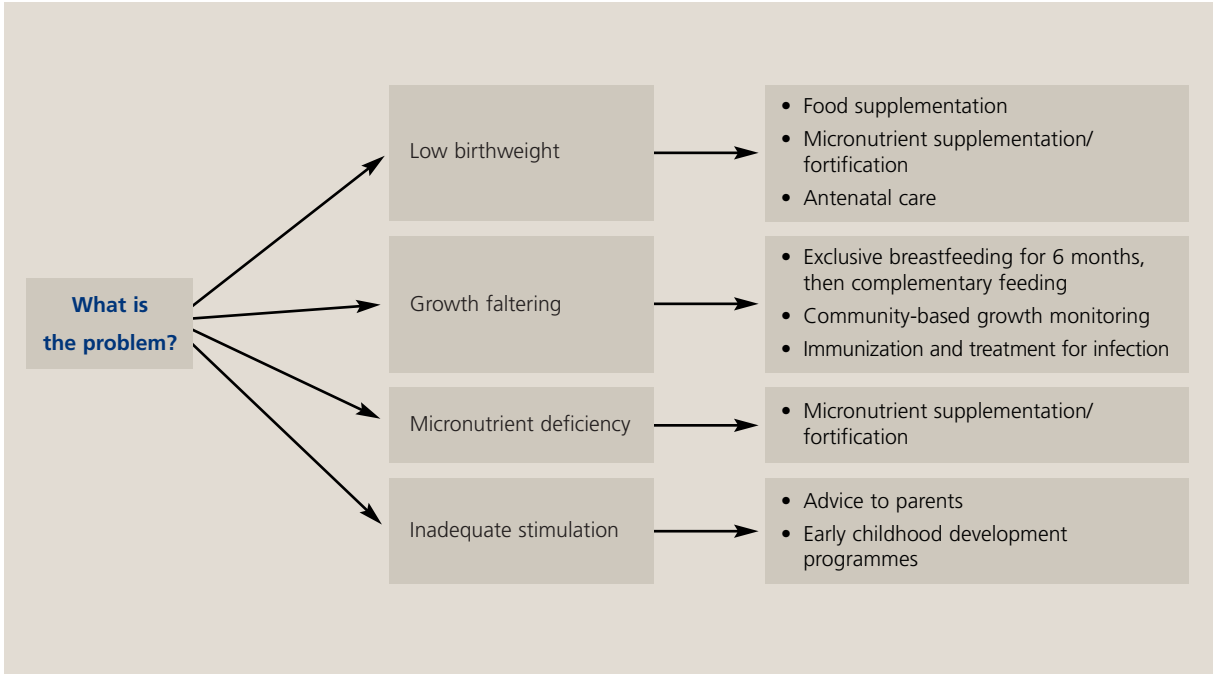 What is
the problem?
Low birthweight
• Food supplementation
• Micronutrient supplementation/
fortification
• Antenatal care
Growth faltering
• Exclusive breastfeeding for 6 months,
then complementary feeding
• Community-based growth monitoring
• Immunization and treatment for infection
Micronutrient deficiency
• Micronutrient supplementation/
fortification
Inadequate stimulation
• Advice to parents
• Early childhood development
programmes